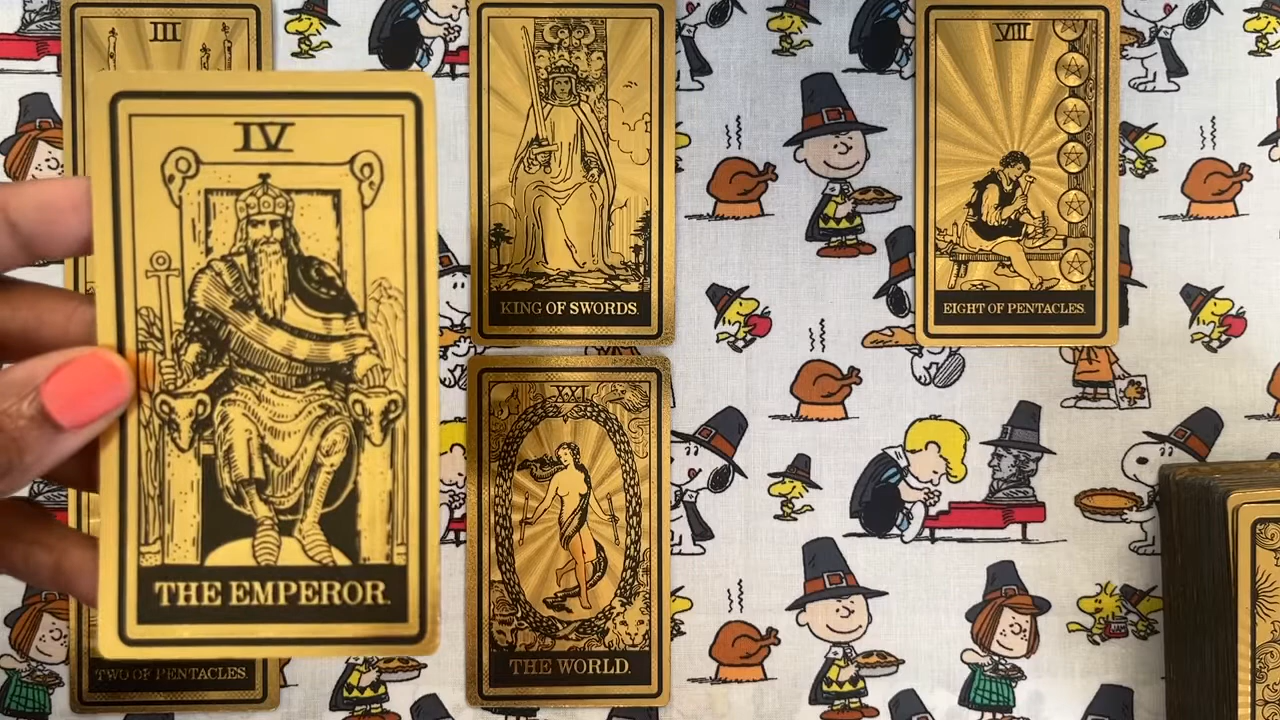 III
IV
THE EMPEROR.
TWO OF PENTACLES.
KING OF SWORDS.
XXI
THE WORLD.
VIII
EIGHT OF PENTACLES.